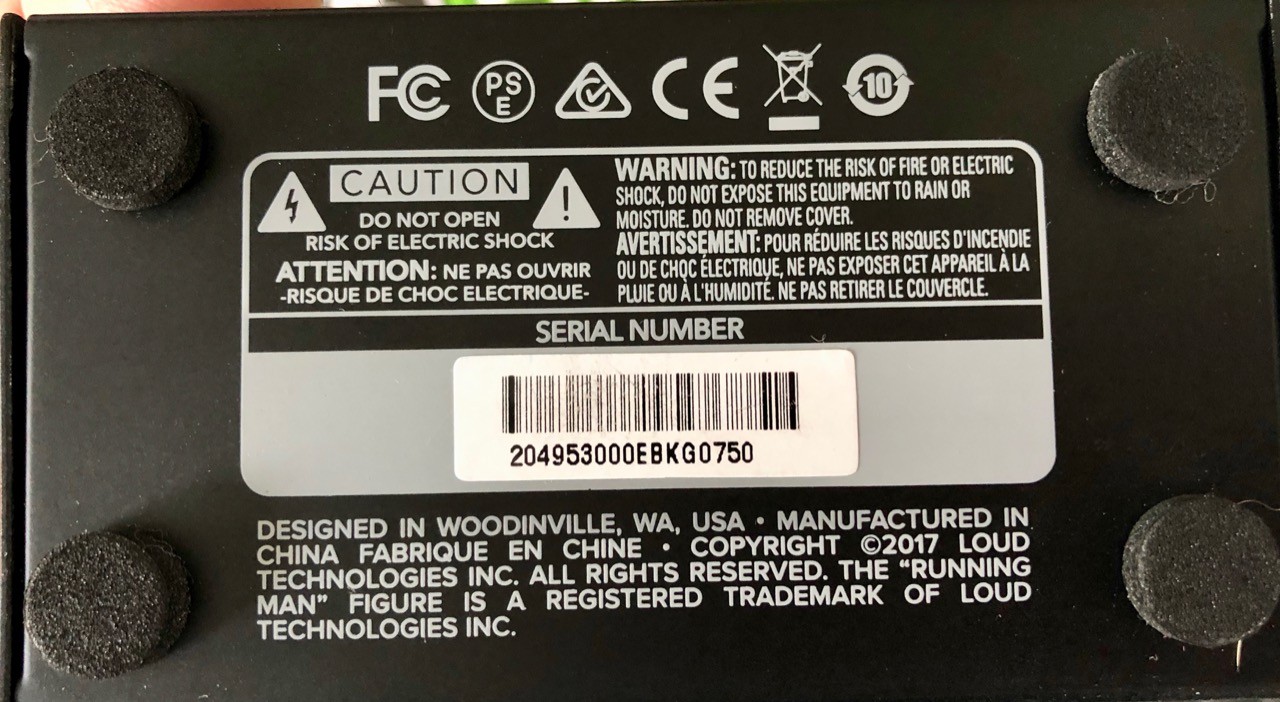 FC
PS
E
CE
10
CAUTION
DO NOT OPEN
RISK OF ELECTRIC SHOCK
ATTENTION: NE PAS OUVRIR
-RISQUE DE CHOC ELECTRIQUE-
WARNING: TO REDUCE THE RISK OF FIRE OR ELECTRIC
SHOCK, DO NOT EXPOSE THIS EQUIPMENT TO RAIN OR
MOISTURE. DO NOT REMOVE COVER.
AVERTISSEMENT: POUR RÉDUIRE LES RISQUES D'INCENDIE
OU DE CHOC ÉLECTRIQUE, NE PAS EXPOSER CET APPAREIL À LA
PLUIE OU À L'HUMIDITÉ. NE PAS RETIRER LE COUVERCLE.
SERIAL NUMBER
204953000EBKG0750
DESIGNED IN WOODINVILLE, WA, USA • MANUFACTURED IN
CHINA FABRIQUE EN CHINE • COPYRIGHT ©2017 LOUD
TECHNOLOGIES INC. ALL RIGHTS RESERVED. THE “RUNNING
MAN” FIGURE IS A REGISTERED TRADEMARK OF LOUD
TECHNOLOGIES INC.